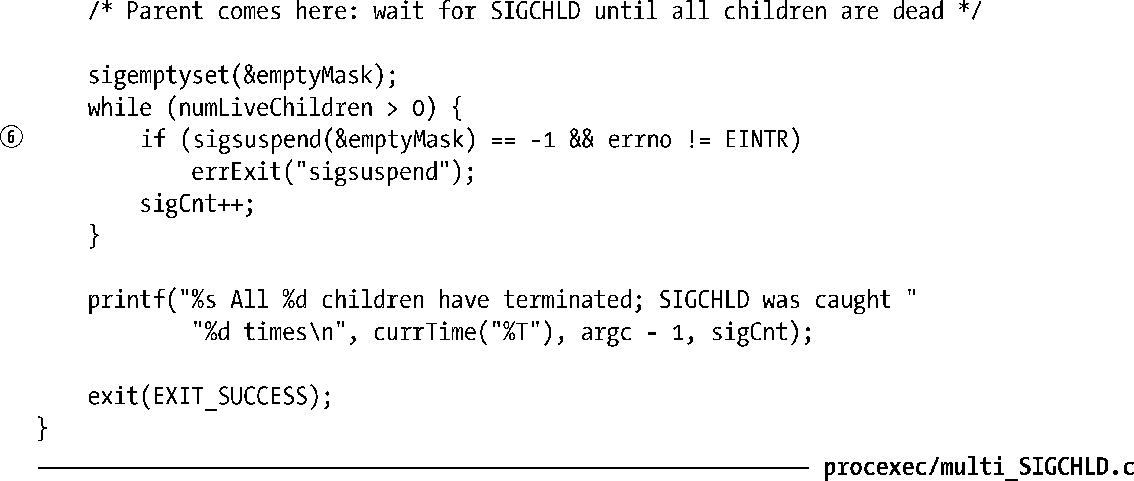 /* Parent comes here: wait for SIGCHLD until all children are dead */
sigemptyset(&emptyMask);
while (numLiveChildren > 0) {
⑥ if (sigsuspend(&emptyMask) == -1 && errno != EINTR)
errExit("sigsuspend");
sigCnt++;
}
printf("%s All %d children have terminated; SIGCHLD was caught "
"%d times\n", currTime("%T"), argc - 1, sigCnt);
exit(EXIT_SUCCESS);
}
procexec/multi_SIGCHLD.c